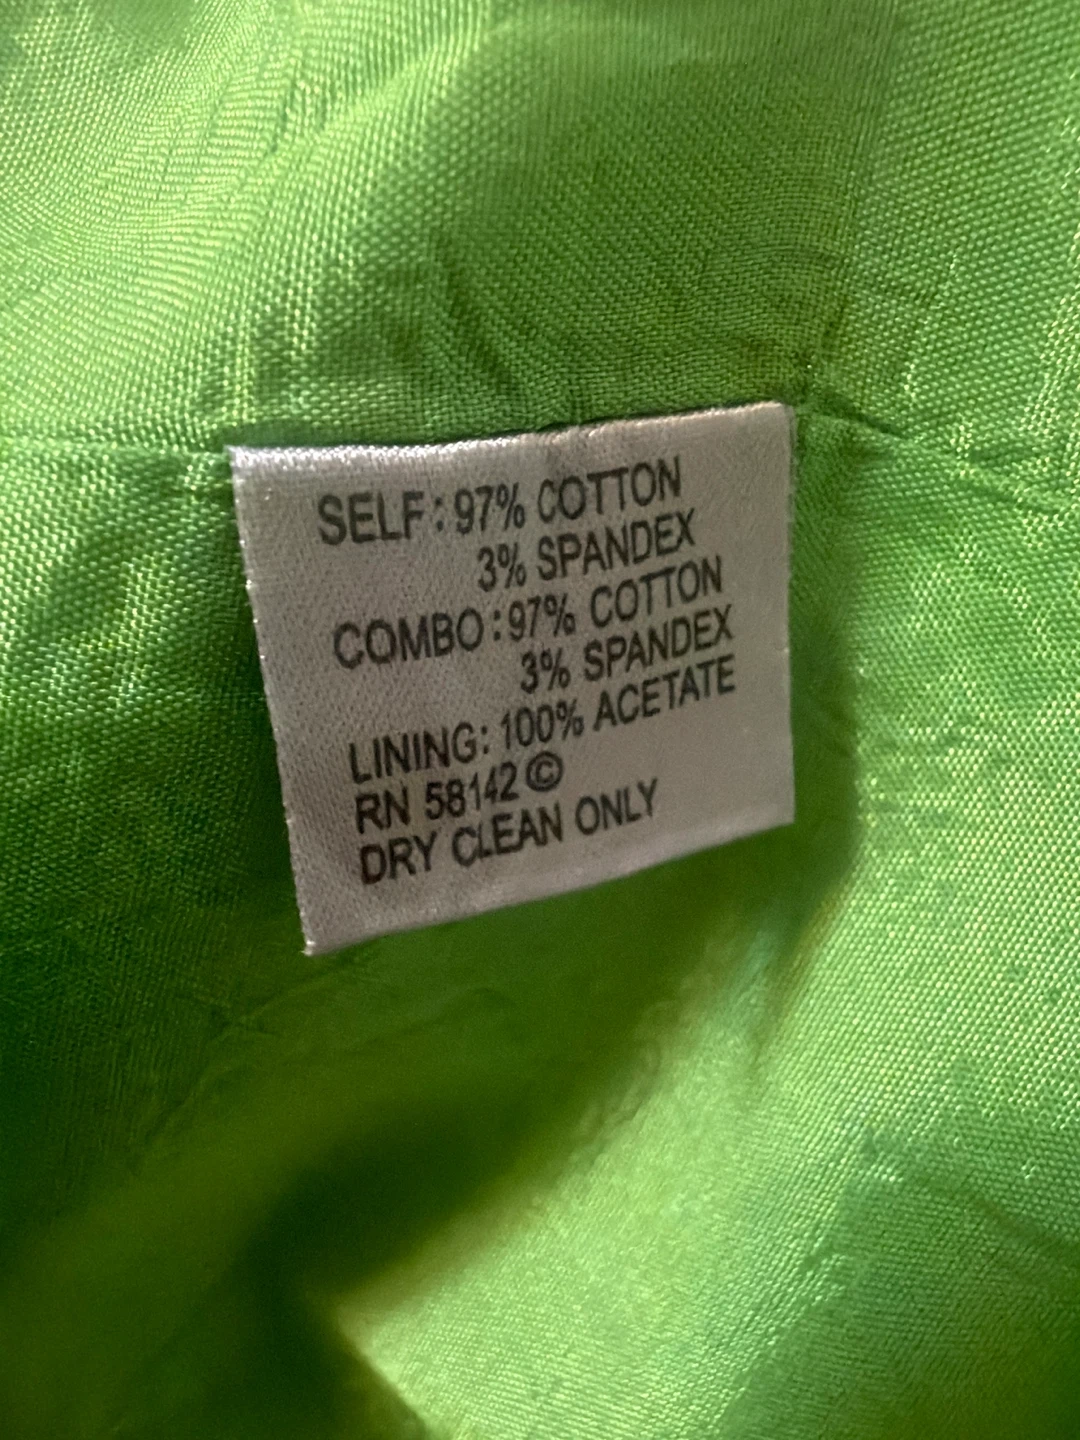 SELF: 97% COTTON
3% SPANDEX
COMBO: 97% COTTON
3% SPANDEX
LINING: 100% ACETATE
RN 58142 ©
DRY CLEAN ONLY